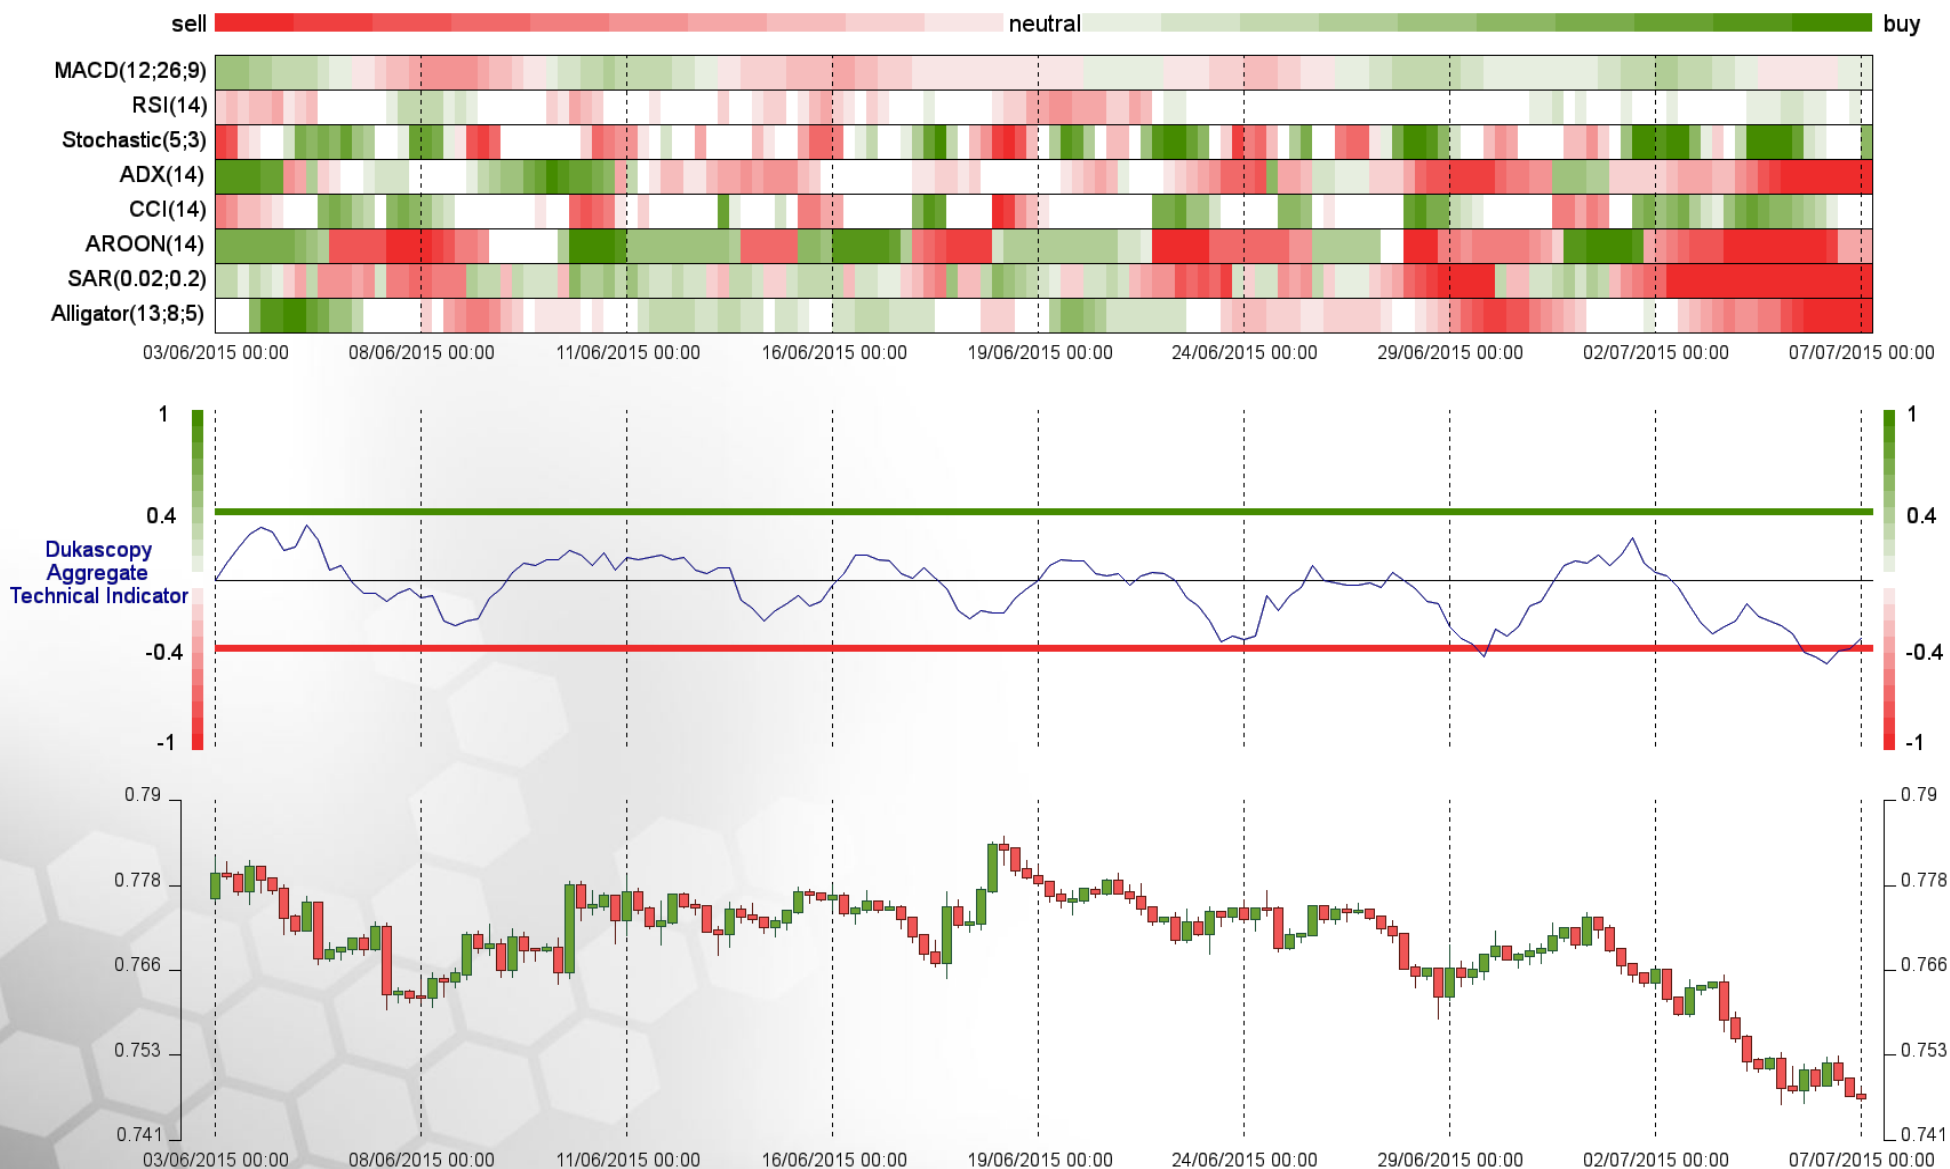 sell neutral buy
MACD(12;26;9)
RSI(14)
Stochastic(5;3)
ADX(14)
CCI(14)
AROON(14)
SAR(0.02;0.2)
Alligator(13;8;5)
03/06/2015 00:00 08/06/2015 00:00 11/06/2015 00:00 16/06/2015 00:00 19/06/2015 00:00 24/06/2015 00:00 29/06/2015 00:00 02/07/2015 00:00 07/07/2015 00:00
1 1
0.4 0.4
Dukascopy
Aggregate
Technical Indicator
-0.4 -0.4
-1 -1
0.79 0.79
0.778 0.778
0.766 0.766
0.753 0.753
0.741 0.741
03/06/2015 00:00 08/06/2015 00:00 11/06/2015 00:00 16/06/2015 00:00 19/06/2015 00:00 24/06/2015 00:00 29/06/2015 00:00 02/07/2015 00:00 07/07/2015 00:00